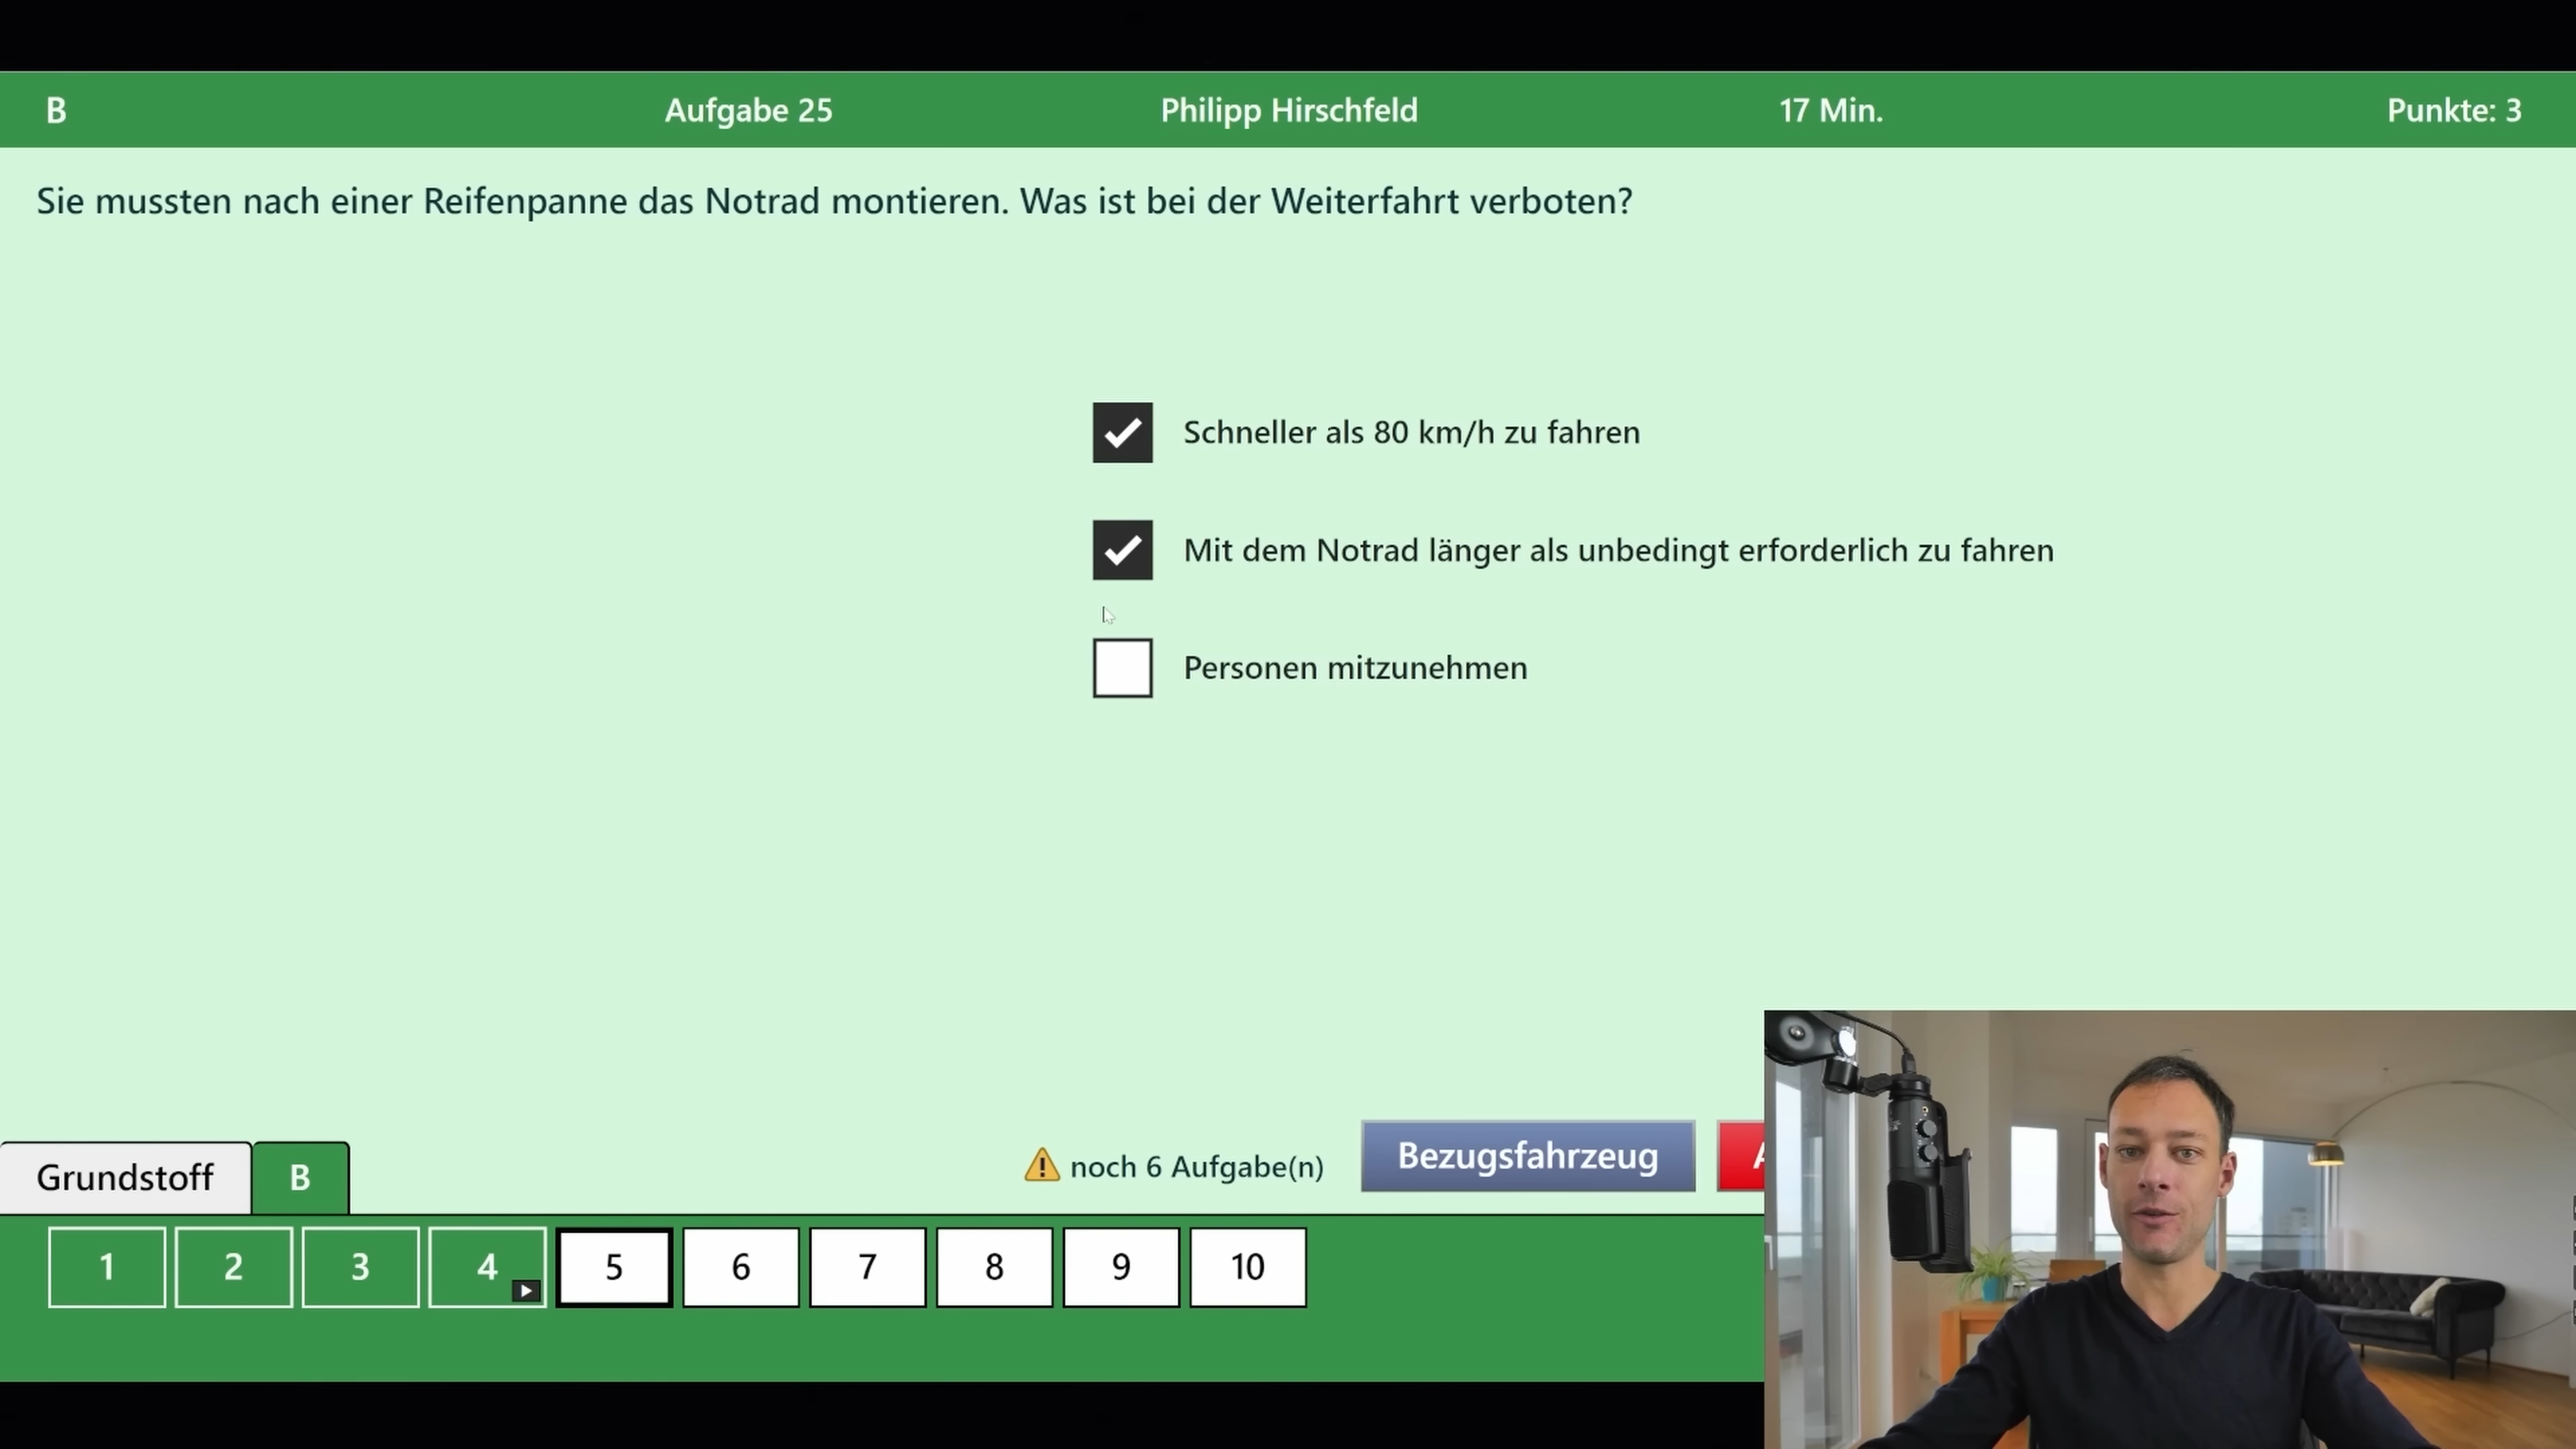 B
Aufgabe 25
Philipp Hirschfeld
17 Min.
Punkte: 3
Sie mussten nach einer Reifenpanne das Notrad montieren. Was ist bei der Weiterfahrt verboten?
Schneller als 80 km/h zu fahren
Mit dem Notrad länger als unbedingt erforderlich zu fahren
Personen mitzunehmen
Grundstoff
B
noch 6 Aufgabe(n)
Bezugsfahrzeug
1
2
3
4
5
6
7
8
9
10